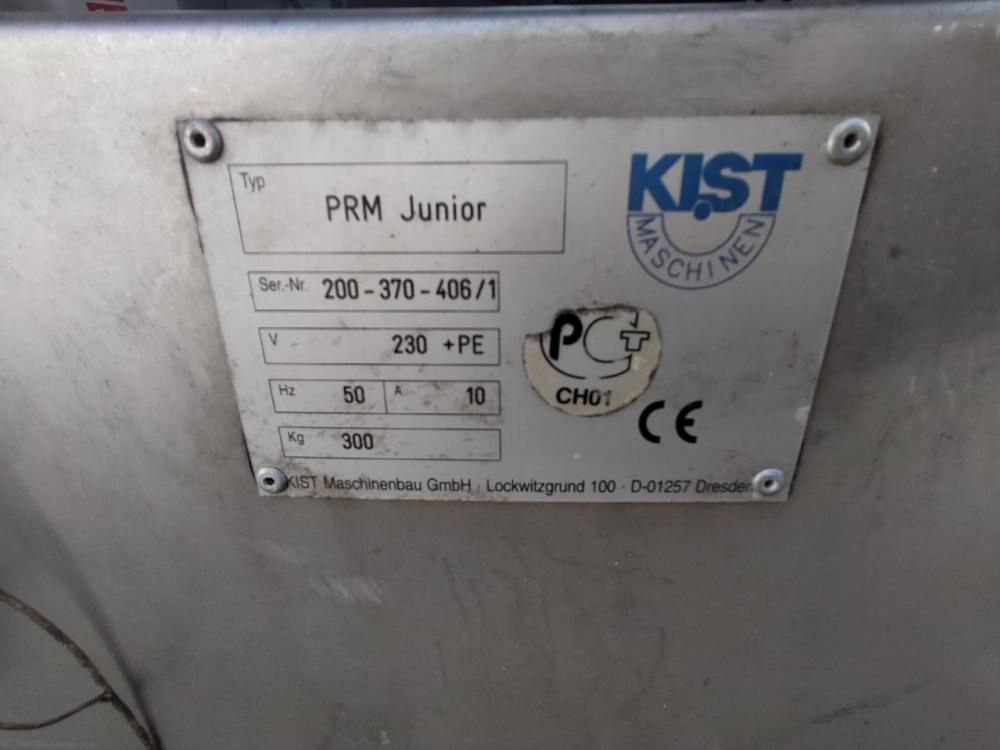 Typ
PRM Junior
KIST
MASCHINEN
Ser.-Nr. 200-370-406/1
V 230 +PE
Hz 50 A 10
Kg 300
PCT
CH01
CE
KIST Maschinenbau GmbH · Lockwitzgrund 100 · D-01257 Dresden